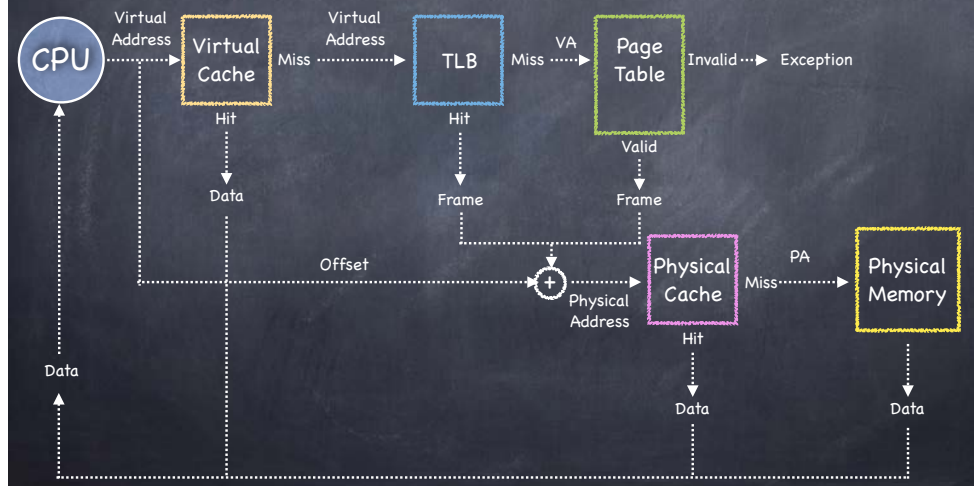 CPU
Virtual
Address
Virtual
Cache
Miss
Virtual
Address
TLB
Miss
VA
Page
Table
Invalid
Exception
Hit
Hit
Valid
Data
Frame
Frame
Offset
+
Physical
Address
Physical
Cache
Miss
PA
Physical
Memory
Hit
Data
Data
Data